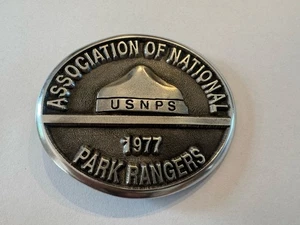 ASSOCIATION OF NATIONAL
USNPS
1977
PARK RANGERS